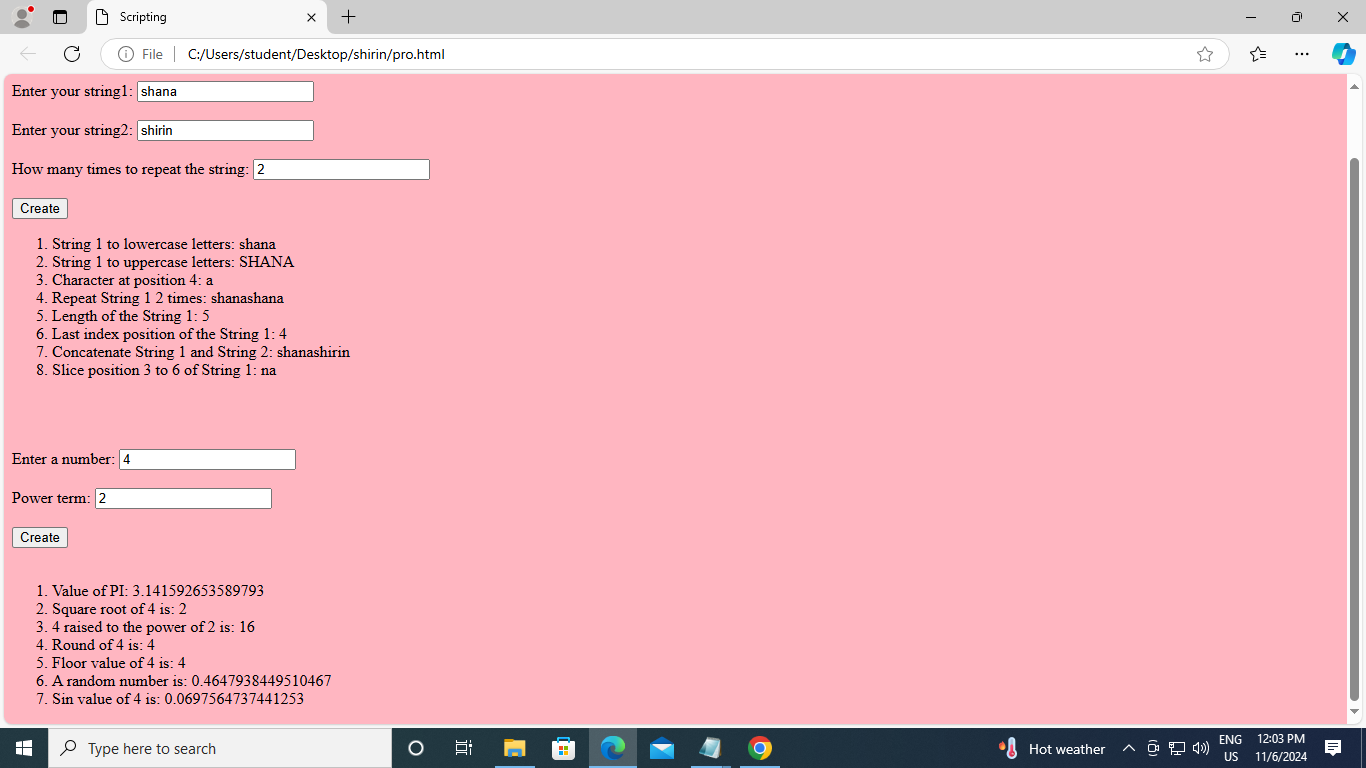 Scripting
File
C:/Users/student/Desktop/shirin/pro.html
Enter your string1: shana
Enter your string2: shirin
How many times to repeat the string: 2
Create
1. String 1 to lowercase letters: shana
2. String 1 to uppercase letters: SHANA
3. Character at position 4: a
4. Repeat String 1 2 times: shanashana
5. Length of the String 1: 5
6. Last index position of the String 1: 4
7. Concatenate String 1 and String 2: shanashirin
8. Slice position 3 to 6 of String 1: na
Enter a number: 4
Power term: 2
Create
1. Value of PI: 3.141592653589793
2. Square root of 4 is: 2
3. 4 raised to the power of 2 is: 16
4. Round of 4 is: 4
5. Floor value of 4 is: 4
6. A random number is: 0.4647938449510467
7. Sin value of 4 is: 0.0697564737441253
Type here to search
Hot weather
ENG
US
12:03 PM
11/6/2024